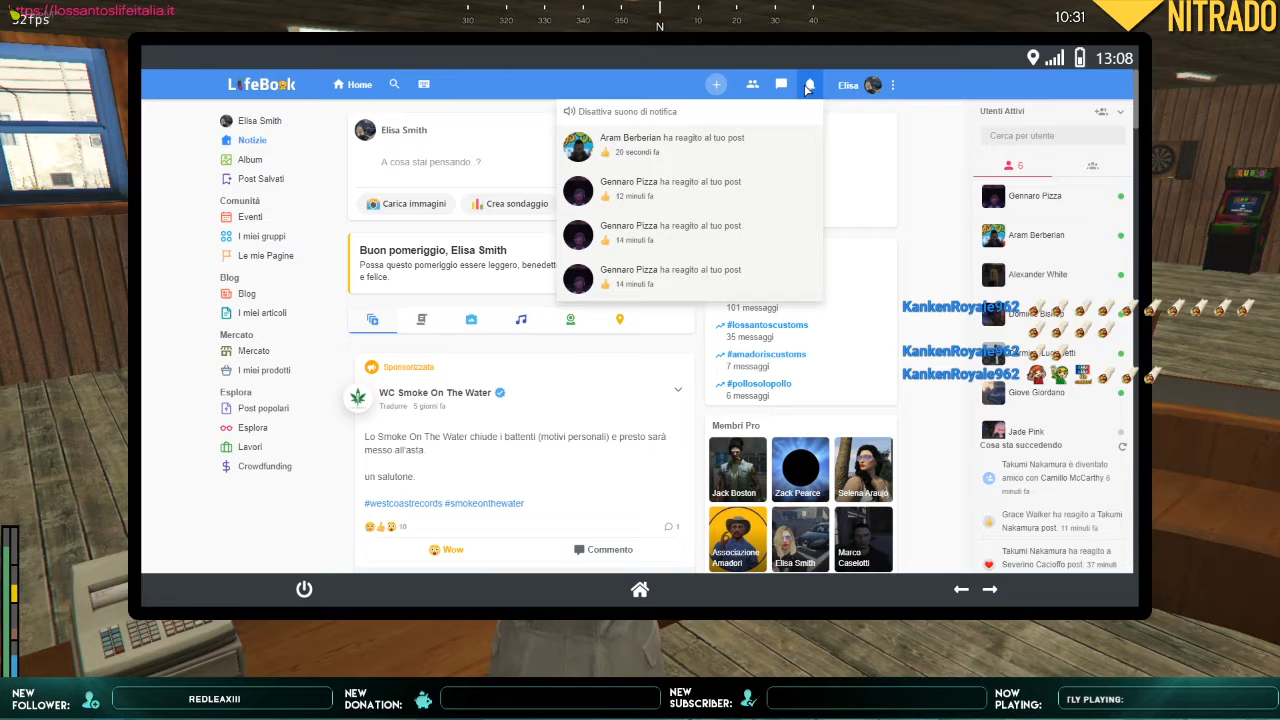 https://lossantoslifeitalia.it
52fps
310 320 330 340 350 N 10 20 30 40
10:31
NITRADO
13:08
LifeBook
Home
Elisa
Elisa Smith
Notizie
Album
Post Salvati
Comunità
Eventi
I miei gruppi
Le mie Pagine
Blog
Blog
I miei articoli
Mercato
Mercato
I miei prodotti
Esplora
Post popolari
Esplora
Lavori
Crowdfunding
Elisa Smith
A cosa stai pensando .?
Carica immagini
Crea sondaggio
Buon pomeriggio, Elisa Smith
Possa questo pomeriggio essere leggero, benedetto
e felice.
Disattiva suono di notifica
Aram Berberian ha reagito al tuo post
20 secondi fa
Gennaro Pizza ha reagito al tuo post
12 minuti fa
Gennaro Pizza ha reagito al tuo post
14 minuti fa
Gennaro Pizza ha reagito al tuo post
14 minuti fa
Sponsorizzata
WC Smoke On The Water
Tradurre 5 giorni fa
Lo Smoke On The Water chiude i battenti (motivi personali) e presto sarà
messo all'asta.
un salutone.
#westcoastrecords #smokeonthewater
10
1
Wow
Commento
101 messaggi
#lossantoscustoms
35 messaggi
#amadoriscustoms
7 messaggi
#pollosolopollo
6 messaggi
Membri Pro
Jack Boston
Zack Pearce
Selena Araujo
Associazione
Amadori
Elisa Smith
Marco
Caselotti
Utenti Attivi
Cerca per utente
6
Gennaro Pizza
Aram Berberian
Alexander White
KankenRoyale962
KankenRoyale962
KankenRoyale962
Giove Giordano
Jade Pink
Cosa sta succedendo
Takumi Nakamura è diventato
amico con Camillo McCarthy 6
minuti fa
Grace Walker ha reagito a Takumi
Nakamura post. 11 minuti fa
Takumi Nakamura ha reagito a
Severino Cacioffo post. 37 minuti
NEW
FOLLOWER:
REDLEAXIII
NEW
DONATION:
NEW
SUBSCRIBER:
NOW
PLAYING:
TLY PLAYING: